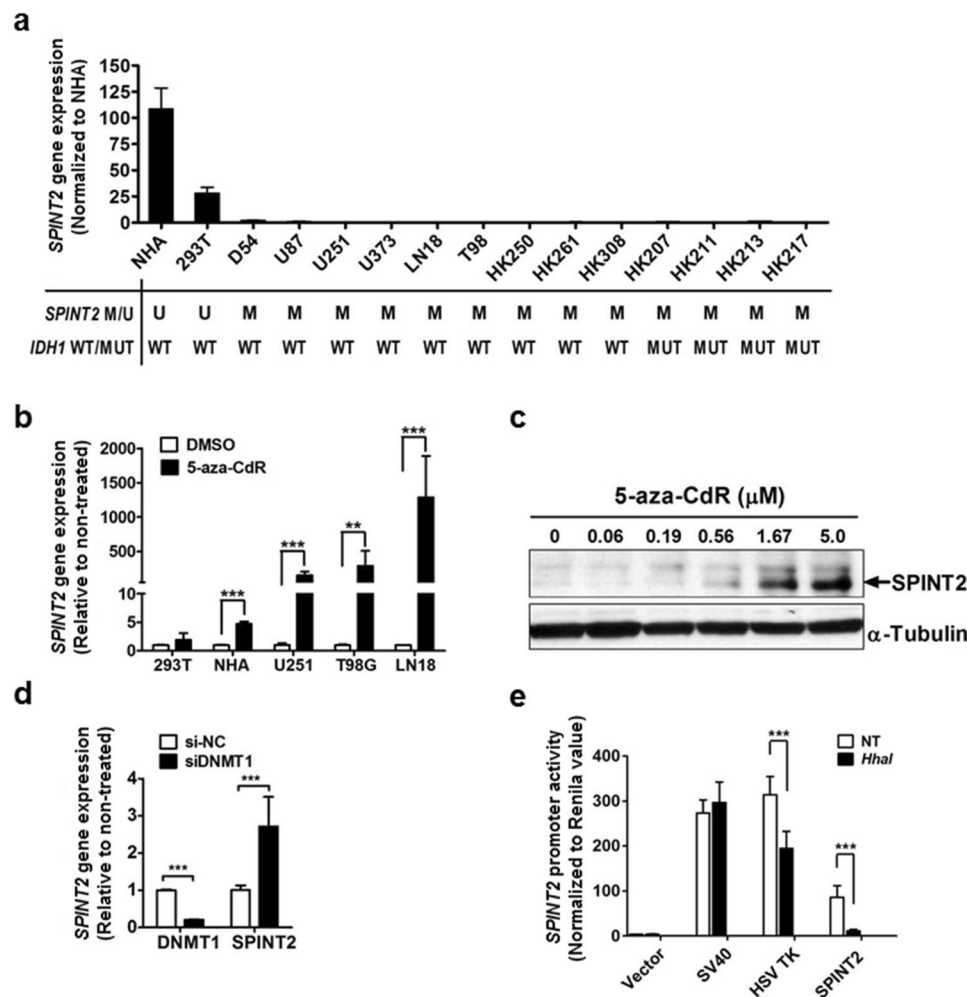 a
SPINT2 gene expression
(Normalized to NHA)
150
125
100
75
50
25
0
NHA 293T D54 U87 U251 U373 LN18 T98 HK250 HK261 HK308 HK207 HK211 HK213 HK217
SPINT2 M/U U U M M M M M M M M M M M M M
IDH1 WT/MUT WT WT WT WT WT WT WT WT WT WT WT MUT MUT MUT MUT
b
SPINT2 gene expression
(Relative to non-treated)
DMSO
5-aza-CdR
2000
1500
1000
500
10
5
0
*** *** ** ***
293T NHA U251 T98G LN18
c
5-aza-CdR (μM)
0 0.06 0.19 0.56 1.67 5.0
SPINT2
α-Tubulin
d
SPINT2 gene expression
(Relative to non-treated)
si-NC
siDNMT1
4
3
2
1
0
*** ***
DNMT1 SPINT2
e
SPINT2 promoter activity
(Normalized to Renila value)
NT
HhaI
400
300
200
100
0
*** ***
Vector SV40 HSV TK SPINT2